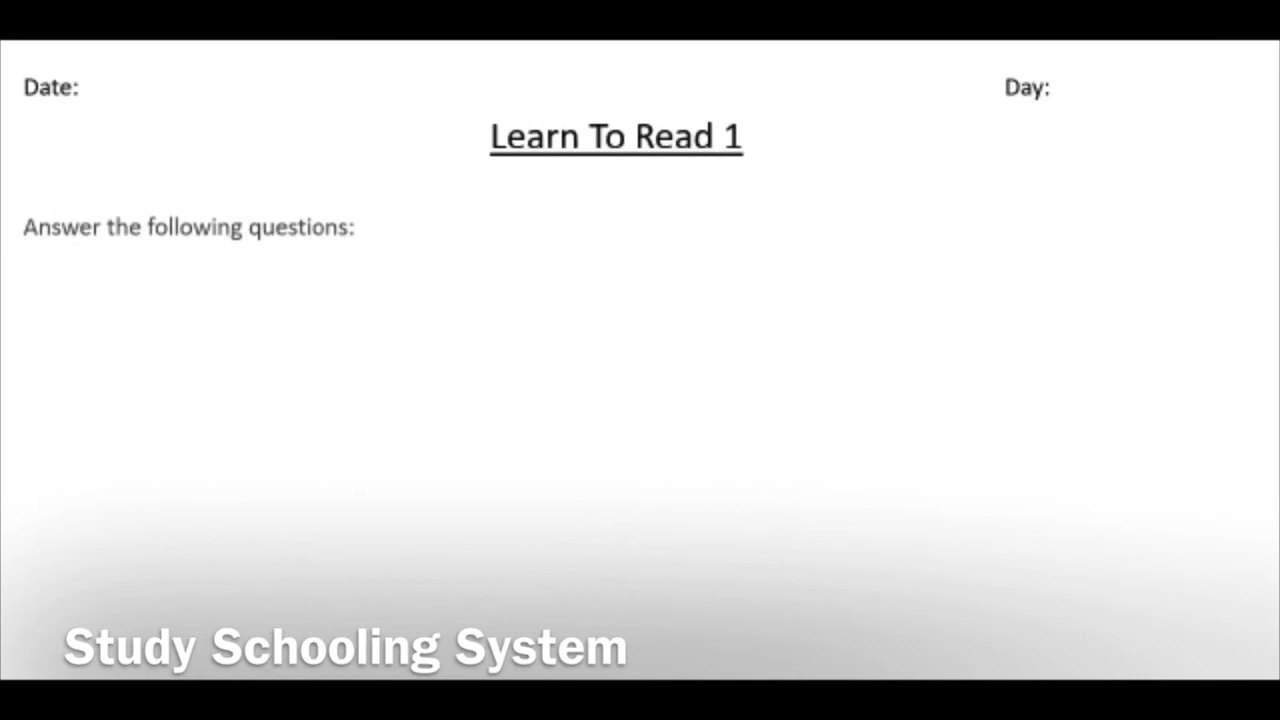 Date: Day:
Learn To Read 1
Answer the following questions:
Study Schooling System